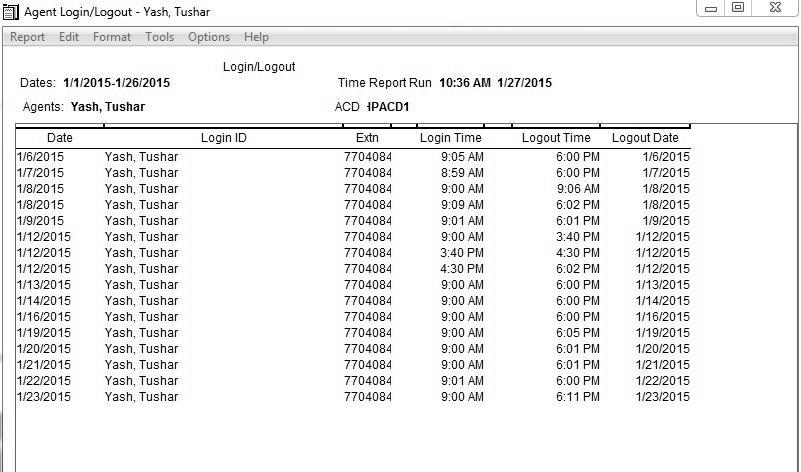 Agent Login/Logout - Yash, Tushar
Report Edit Format Tools Options Help
Login/Logout
Dates: 1/1/2015-1/26/2015 Time Report Run 10:36 AM 1/27/2015
Agents: Yash, Tushar ACD IPACD1
Date Login ID Extn Login Time Logout Time Logout Date
1/6/2015 Yash, Tushar 7704084 9:05 AM 6:00 PM 1/6/2015
1/7/2015 Yash, Tushar 7704084 8:59 AM 6:00 PM 1/7/2015
1/8/2015 Yash, Tushar 7704084 9:00 AM 9:06 AM 1/8/2015
1/8/2015 Yash, Tushar 7704084 9:09 AM 6:02 PM 1/8/2015
1/9/2015 Yash, Tushar 7704084 9:01 AM 6:01 PM 1/9/2015
1/12/2015 Yash, Tushar 7704084 9:00 AM 3:40 PM 1/12/2015
1/12/2015 Yash, Tushar 7704084 3:40 PM 4:30 PM 1/12/2015
1/12/2015 Yash, Tushar 7704084 4:30 PM 6:02 PM 1/12/2015
1/13/2015 Yash, Tushar 7704084 9:00 AM 6:00 PM 1/13/2015
1/14/2015 Yash, Tushar 7704084 9:00 AM 6:00 PM 1/14/2015
1/16/2015 Yash, Tushar 7704084 9:00 AM 6:00 PM 1/16/2015
1/19/2015 Yash, Tushar 7704084 9:00 AM 6:05 PM 1/19/2015
1/20/2015 Yash, Tushar 7704084 9:00 AM 6:01 PM 1/20/2015
1/21/2015 Yash, Tushar 7704084 9:00 AM 6:01 PM 1/21/2015
1/22/2015 Yash, Tushar 7704084 9:01 AM 6:00 PM 1/22/2015
1/23/2015 Yash, Tushar 7704084 9:00 AM 6:11 PM 1/23/2015